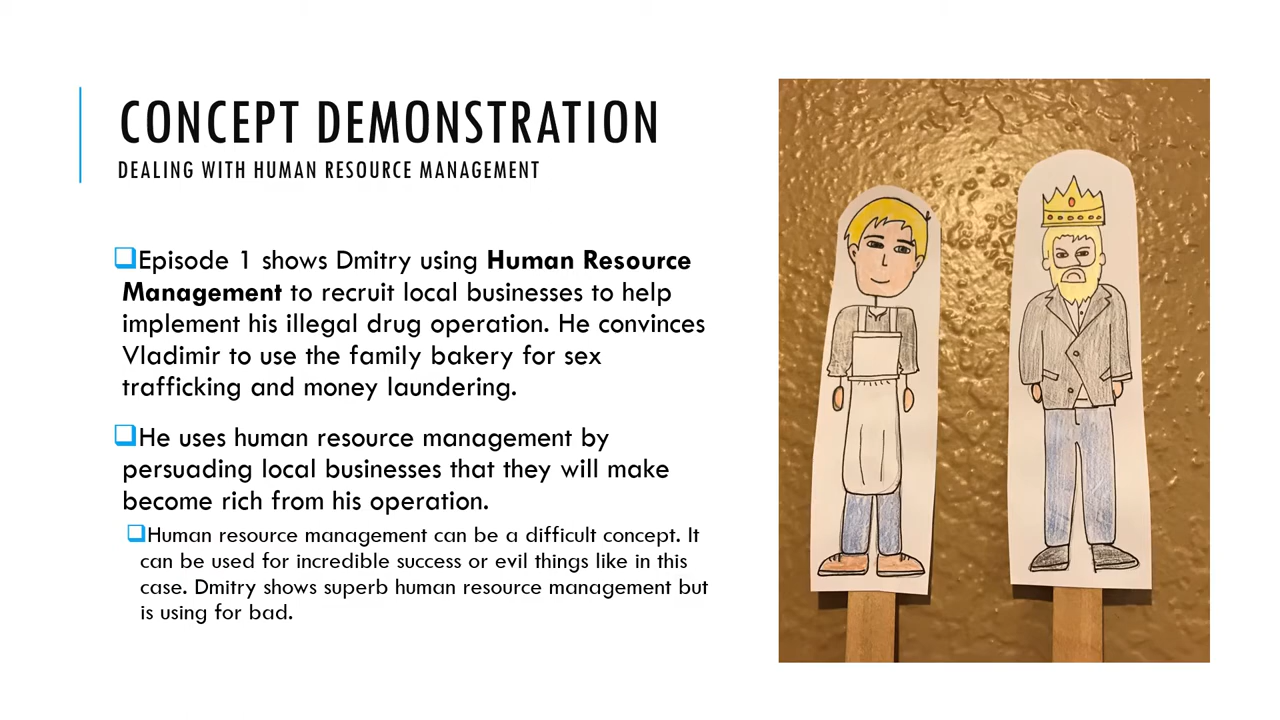 CONCEPT DEMONSTRATION
DEALING WITH HUMAN RESOURCE MANAGEMENT
Episode 1 shows Dmitry using Human Resource
Management to recruit local businesses to help
implement his illegal drug operation. He convinces
Vladimir to use the family bakery for sex
trafficking and money laundering.
He uses human resource management by
persuading local businesses that they will make
become rich from his operation.
Human resource management can be a difficult concept. It
can be used for incredible success or evil things like in this
case. Dmitry shows superb human resource management but
is using for bad.